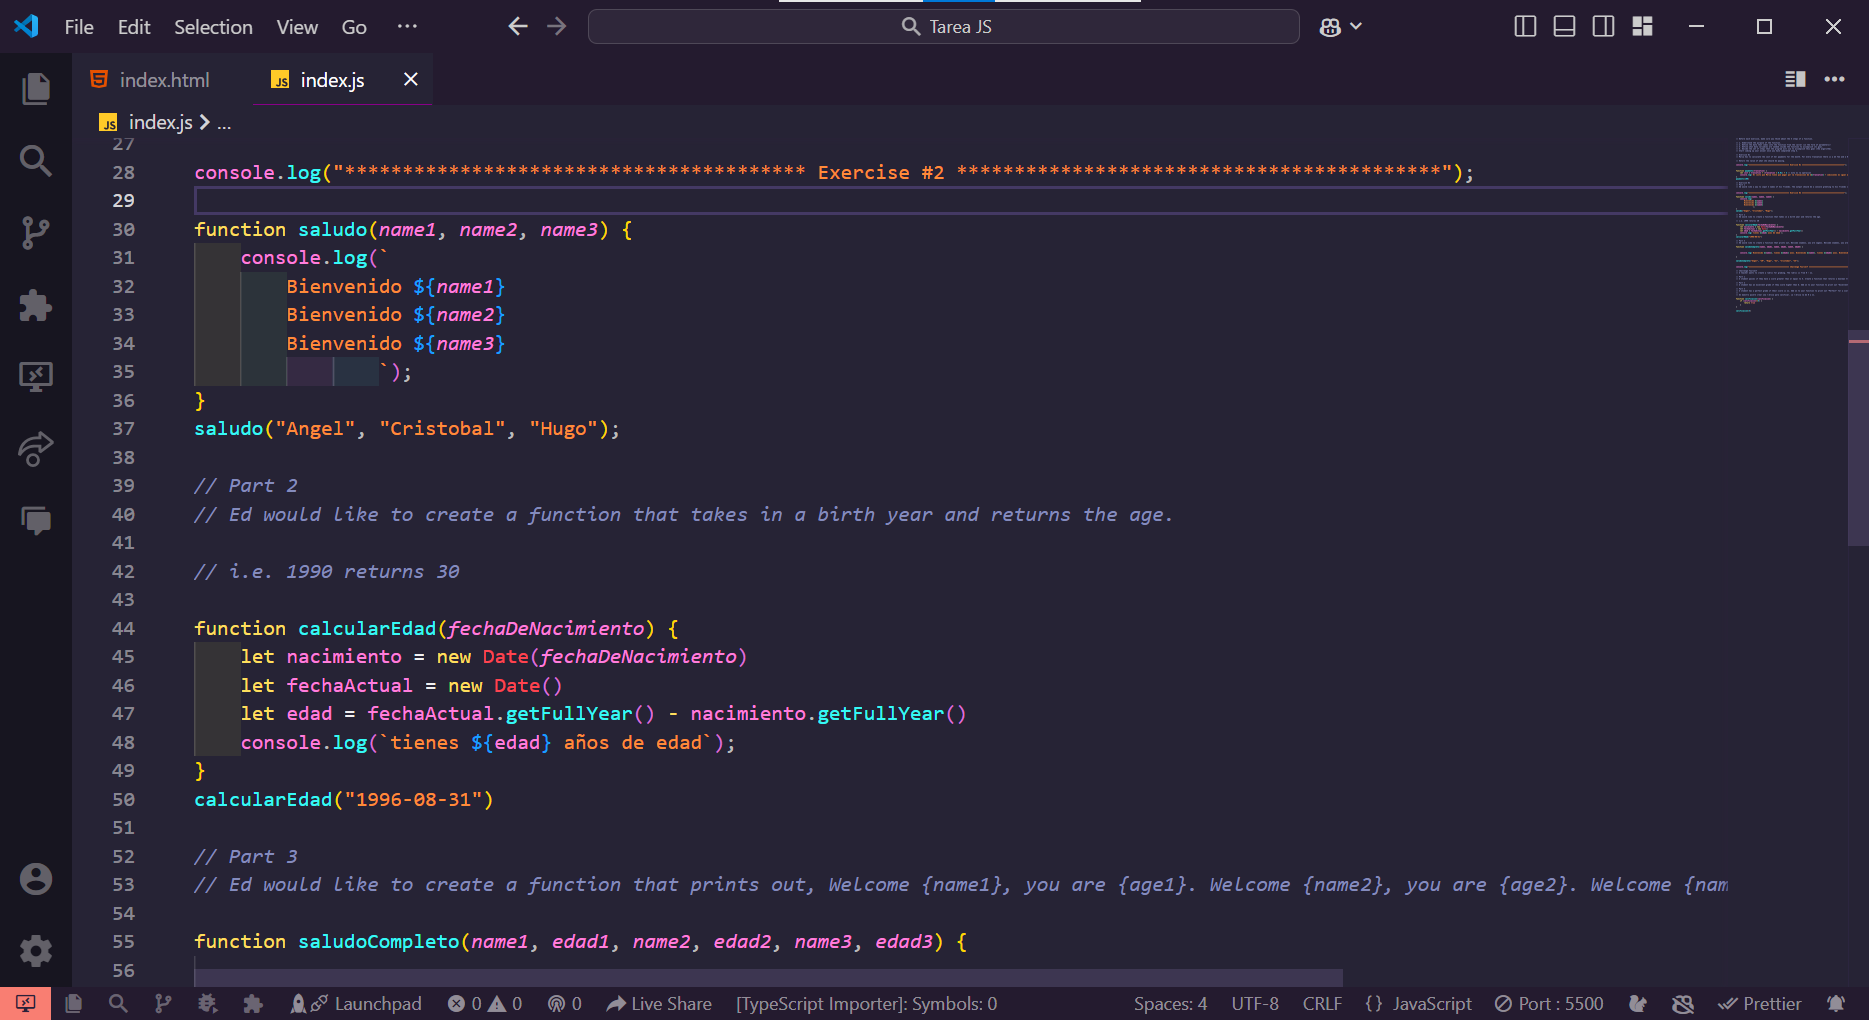 File Edit Selection View Go ··· Tarea JS
index.html index.js
index.js > ...
27
28 console.log("**************************************** Exercise #2 ******************************************");
29
30 function saludo(name1, name2, name3) {
31 console.log(`
32 Bienvenido ${name1}
33 Bienvenido ${name2}
34 Bienvenido ${name3}
35 `);
36 }
37 saludo("Angel", "Cristobal", "Hugo");
38
39 // Part 2
40 // Ed would like to create a function that takes in a birth year and returns the age.
41
42 // i.e. 1990 returns 30
43
44 function calcularEdad(fechaDeNacimiento) {
45 let nacimiento = new Date(fechaDeNacimiento)
46 let fechaActual = new Date()
47 let edad = fechaActual.getFullYear() - nacimiento.getFullYear()
48 console.log(`tienes ${edad} años de edad`);
49 }
50 calcularEdad("1996-08-31")
51
52 // Part 3
53 // Ed would like to create a function that prints out, Welcome {name1}, you are {age1}. Welcome {name2}, you are {age2}. Welcome {nam
54
55 function saludoCompleto(name1, edad1, name2, edad2, name3, edad3) {
56
Launchpad 0 0 0 Live Share [TypeScript Importer]: Symbols: 0 Spaces: 4 UTF-8 CRLF {} JavaScript Port : 5500 Prettier